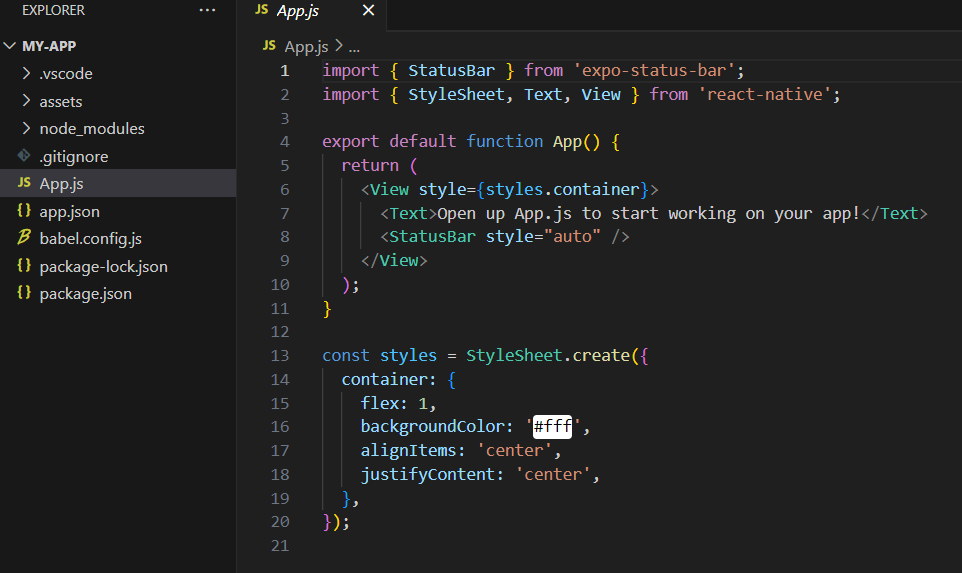 EXPLORER ...
MY-APP
.vscode
assets
node_modules
.gitignore
JS App.js
{} app.json
babel.config.js
{} package-lock.json
{} package.json
JS App.js ×
JS App.js > ...
1 import { StatusBar } from 'expo-status-bar';
2 import { StyleSheet, Text, View } from 'react-native';
3
4 export default function App() {
5   return (
6     <View style={styles.container}>
7       <Text>Open up App.js to start working on your app!</Text>
8       <StatusBar style="auto" />
9     </View>
10   );
11 }
12
13 const styles = StyleSheet.create({
14   container: {
15     flex: 1,
16     backgroundColor: '#fff',
17     alignItems: 'center',
18     justifyContent: 'center',
19   },
20 });
21